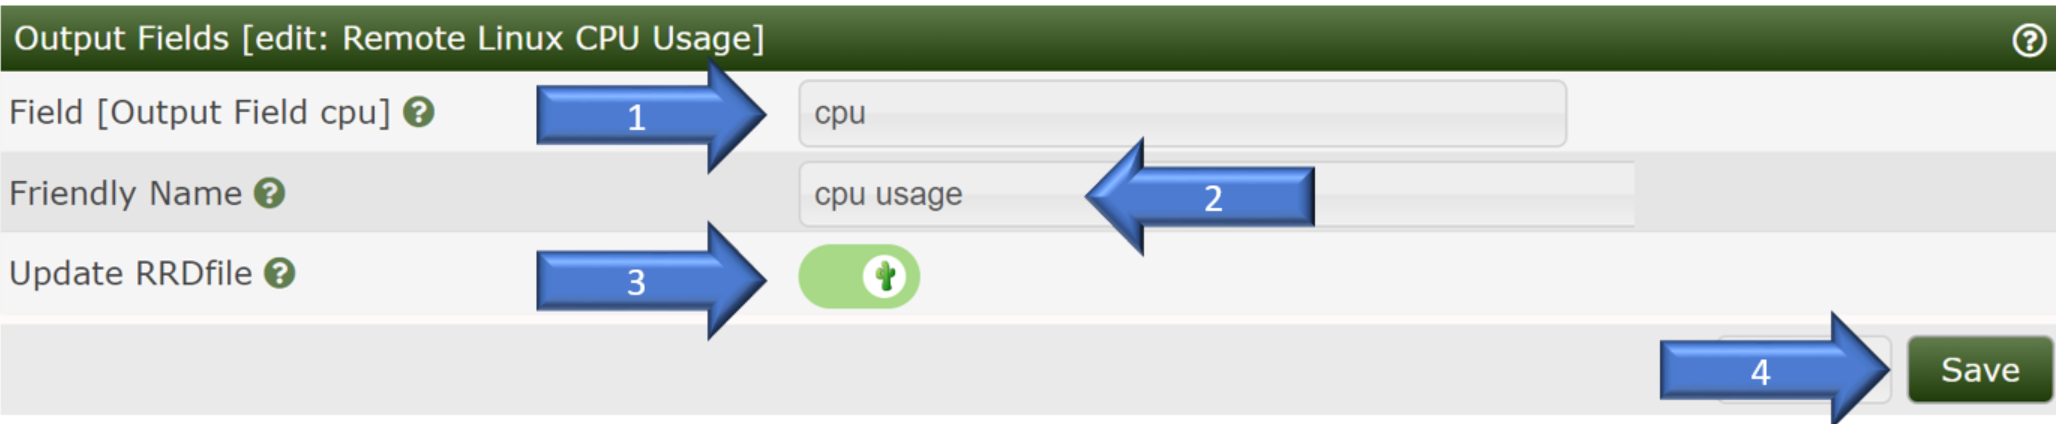 Output Fields [edit: Remote Linux CPU Usage] ?
Field [Output Field cpu] ? 1 cpu
Friendly Name ? cpu usage 2
Update RRDfile ? 3
4 Save